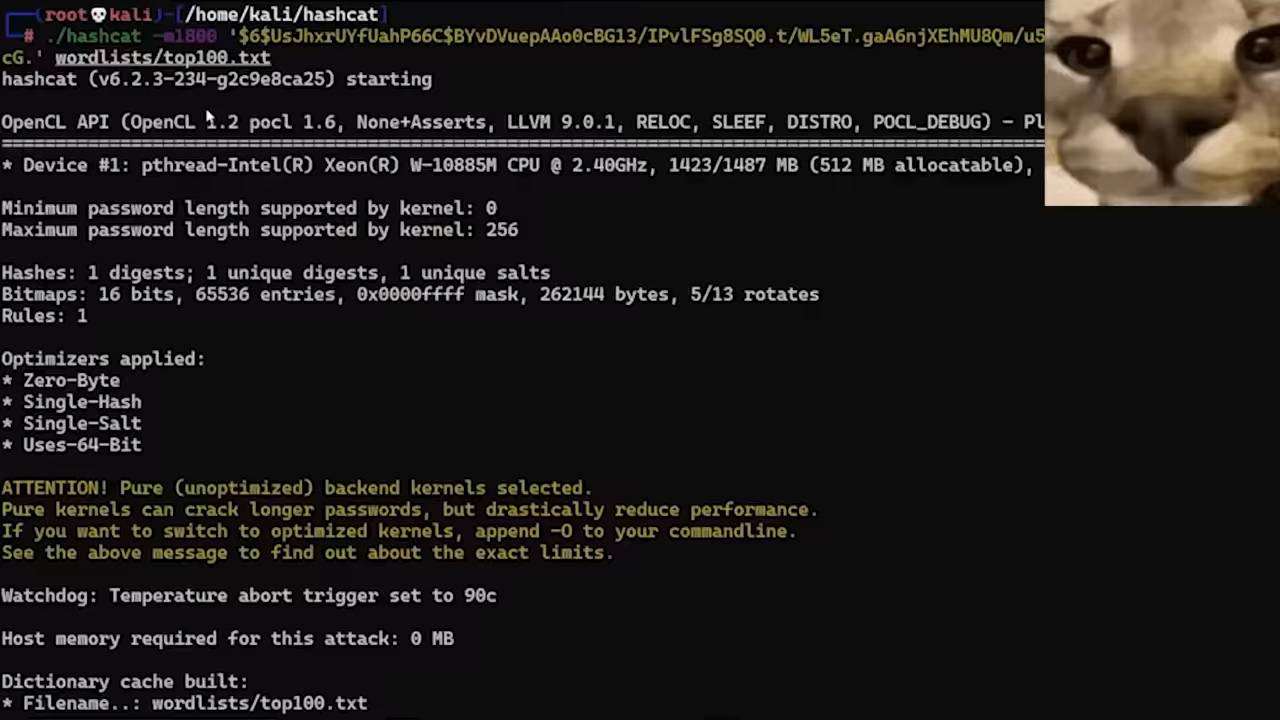 ┌──(root💀kali)-[/home/kali/hashcat]
└─# ./hashcat -m1800 '$6$UsJhxrUYfUahP66C$BYvDVuepAAo0cBG13/IPvlFSg8SQ0.t/WL5eT.gaA6njXEhMU8Qm/u5
cG.' wordlists/top100.txt
hashcat (v6.2.3-234-g2c9e8ca25) starting
OpenCL API (OpenCL 1.2 pocl 1.6, None+Asserts, LLVM 9.0.1, RELOC, SLEEF, DISTRO, POCL_DEBUG) - Pl
* Device #1: pthread-Intel(R) Xeon(R) W-10885M CPU @ 2.40GHz, 1423/1487 MB (512 MB allocatable),
Minimum password length supported by kernel: 0
Maximum password length supported by kernel: 256
Hashes: 1 digests; 1 unique digests, 1 unique salts
Bitmaps: 16 bits, 65536 entries, 0x0000ffff mask, 262144 bytes, 5/13 rotates
Rules: 1
Optimizers applied:
* Zero-Byte
* Single-Hash
* Single-Salt
* Uses-64-Bit
ATTENTION! Pure (unoptimized) backend kernels selected.
Pure kernels can crack longer passwords, but drastically reduce performance.
If you want to switch to optimized kernels, append -O to your commandline.
See the above message to find out about the exact limits.
Watchdog: Temperature abort trigger set to 90c
Host memory required for this attack: 0 MB
Dictionary cache built:
* Filename..: wordlists/top100.txt